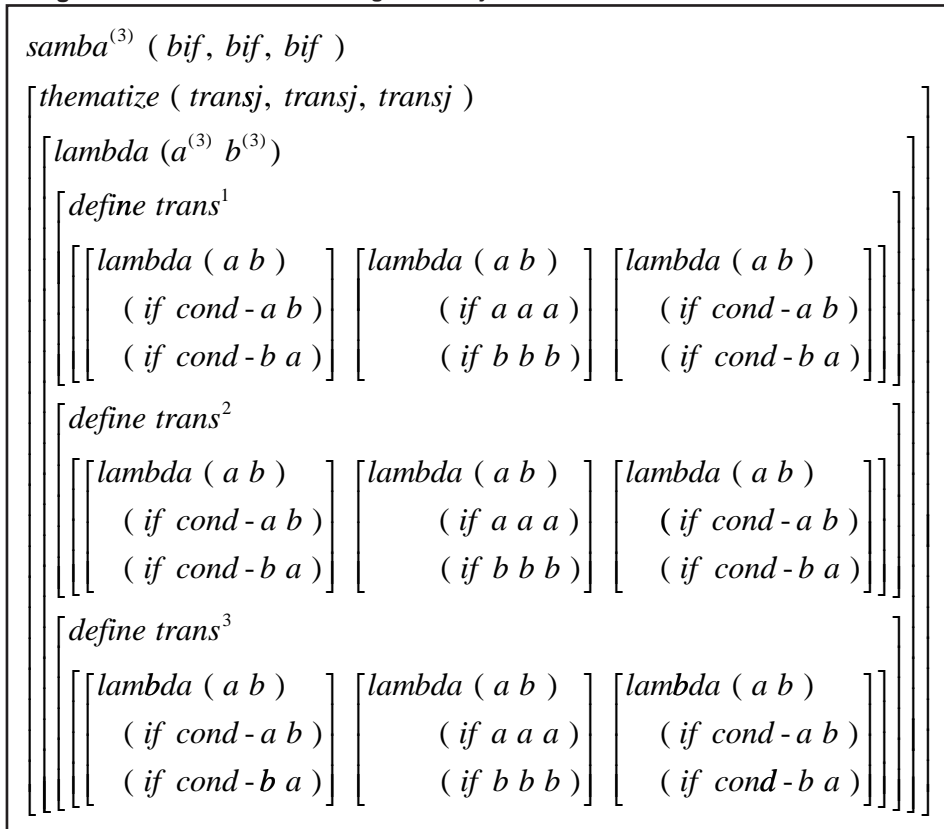 samba⁽³⁾ ( bif, bif, bif )
thematize ( transj, transj, transj )
lambda (a⁽³⁾ b⁽³⁾)
define trans¹
lambda ( a b ) lambda ( a b ) lambda ( a b )
( if cond - a b ) ( if a a a ) ( if cond - a b )
( if cond - b a ) ( if b b b ) ( if cond - b a )
define trans²
lambda ( a b ) lambda ( a b ) lambda ( a b )
( if cond - a b ) ( if a a a ) ( if cond - a b )
( if cond - b a ) ( if b b b ) ( if cond - b a )
define trans³
lambda ( a b ) lambda ( a b ) lambda ( a b )
( if cond - a b ) ( if a a a ) ( if cond - a b )
( if cond - b a ) ( if b b b ) ( if cond - b a )